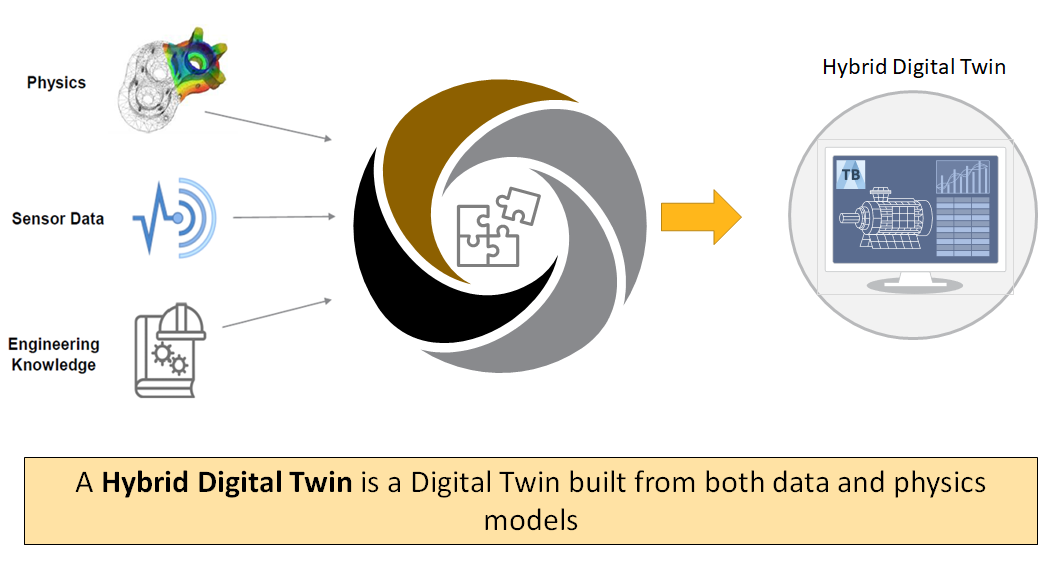 Physics
Sensor Data
Engineering
Knowledge
Hybrid Digital Twin
TB
A Hybrid Digital Twin is a Digital Twin built from both data and physics
models